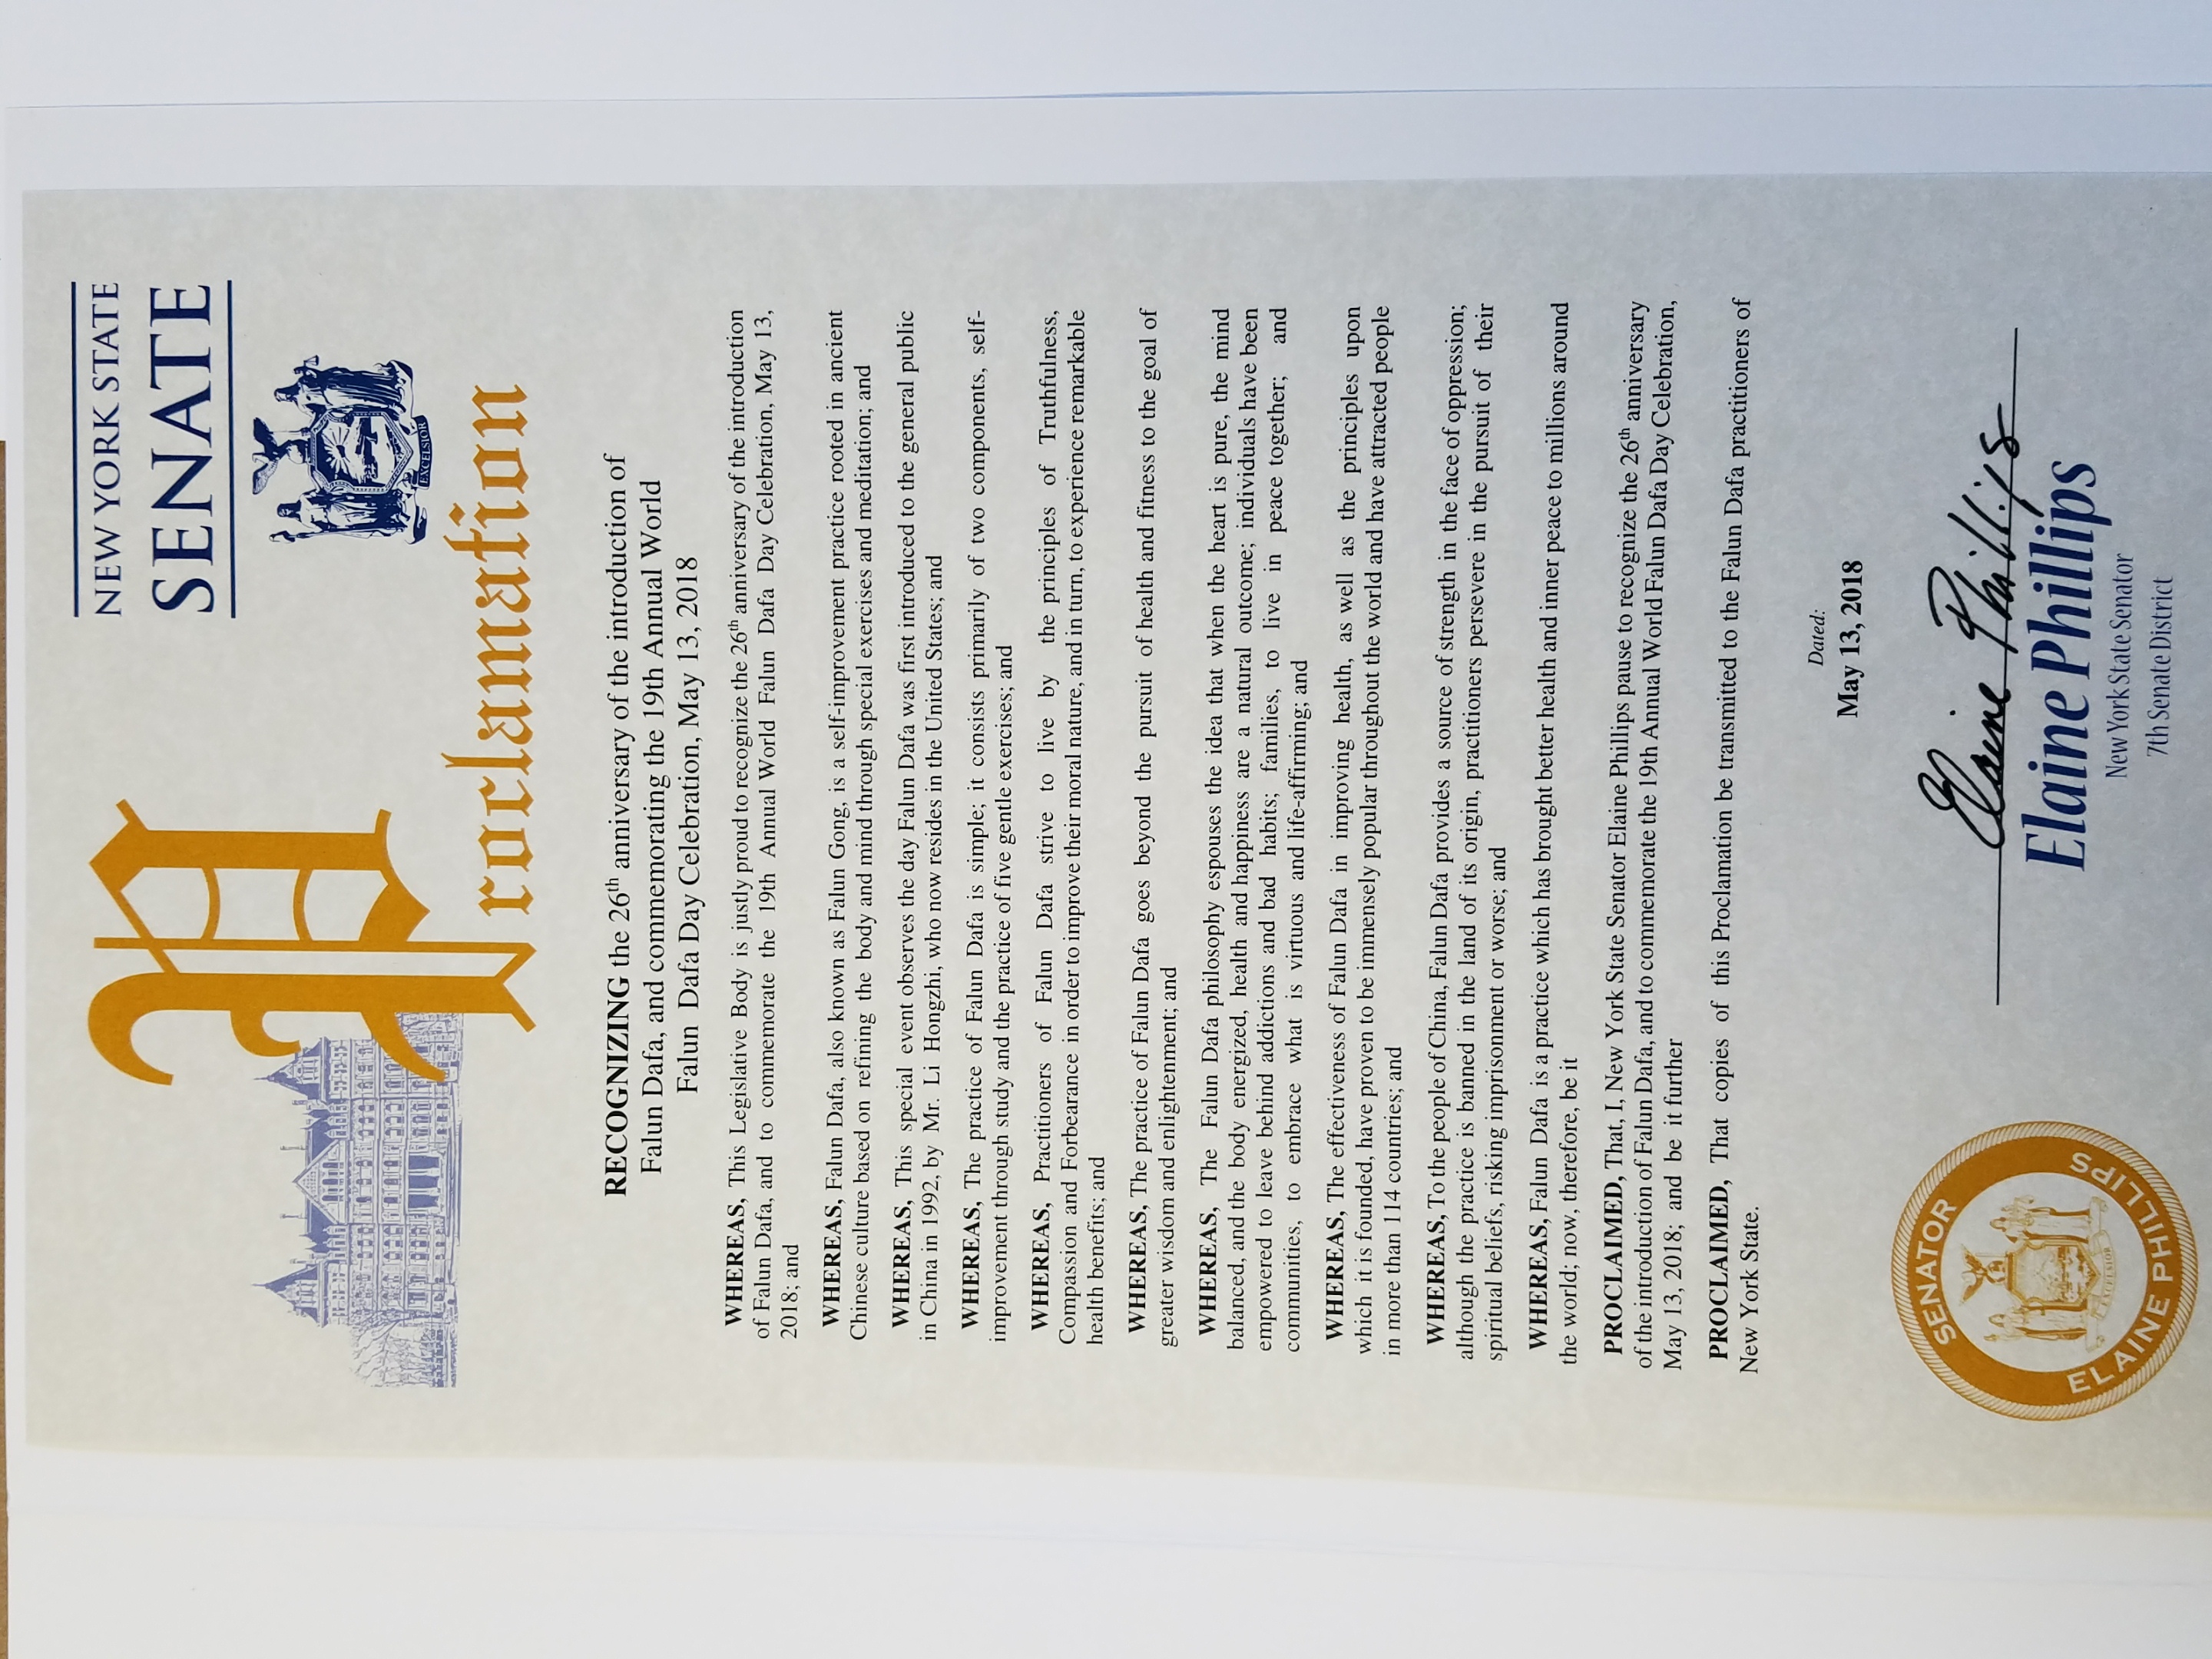 NEW YORK STATE
SENATE
EXCELSIOR
Proclamation
RECOGNIZING the 26th anniversary of the introduction of
Falun Dafa, and commemorating the 19th Annual World
Falun Dafa Day Celebration, May 13, 2018
WHEREAS, This Legislative Body is justly proud to recognize the 26th anniversary of the introduction
of Falun Dafa, and to commemorate the 19th Annual World Falun Dafa Day Celebration, May 13,
2018; and
WHEREAS, Falun Dafa, also known as Falun Gong, is a self-improvement practice rooted in ancient
Chinese culture based on refining the body and mind through special exercises and meditation; and
WHEREAS, This special event observes the day Falun Dafa was first introduced to the general public
in China in 1992, by Mr. Li Hongzhi, who now resides in the United States; and
WHEREAS, The practice of Falun Dafa is simple; it consists primarily of two components, self-
improvement through study and the practice of five gentle exercises; and
WHEREAS, Practitioners of Falun Dafa strive to live by the principles of Truthfulness,
Compassion and Forbearance in order to improve their moral nature, and in turn, to experience remarkable
health benefits; and
WHEREAS, The practice of Falun Dafa goes beyond the pursuit of health and fitness to the goal of
greater wisdom and enlightenment; and
WHEREAS, The Falun Dafa philosophy espouses the idea that when the heart is pure, the mind
balanced, and the body energized, health and happiness are a natural outcome; individuals have been
empowered to leave behind addictions and bad habits; families, to live in peace together; and
communities, to embrace what is virtuous and life-affirming; and
WHEREAS, The effectiveness of Falun Dafa in improving health, as well as the principles upon
which it is founded, have proven to be immensely popular throughout the world and have attracted people
in more than 114 countries; and
WHEREAS, To the people of China, Falun Dafa provides a source of strength in the face of oppression;
although the practice is banned in the land of its origin, practitioners persevere in the pursuit of their
spiritual beliefs, risking imprisonment or worse; and
WHEREAS, Falun Dafa is a practice which has brought better health and inner peace to millions around
the world; now, therefore, be it
PROCLAIMED, That, I, New York State Senator Elaine Phillips pause to recognize the 26th anniversary
of the introduction of Falun Dafa, and to commemorate the 19th Annual World Falun Dafa Day Celebration,
May 13, 2018; and be it further
PROCLAIMED, That copies of this Proclamation be transmitted to the Falun Dafa practitioners of
New York State.
Dated:
May 13, 2018
Elaine Phillips
Elaine Phillips
New York State Senator
7th Senate District
SENATOR
ELAINE PHILLIPS
EXCELSIOR